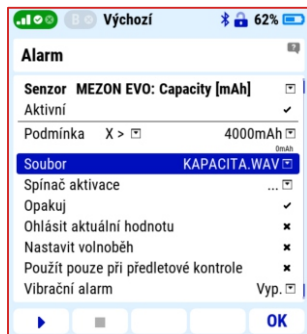 B Výchozí 62%
Alarm
Senzor MEZON EVO: Capacity [mAh]
Aktivní
Podmínka X > 4000mAh
0mAh
Soubor KAPACITA.WAV
Spínač aktivace ...
Opakuj
Ohlásit aktuální hodnotu
Nastavit volnoběh
Použít pouze při předletové kontrole
Vibrační alarm Vyp.
OK